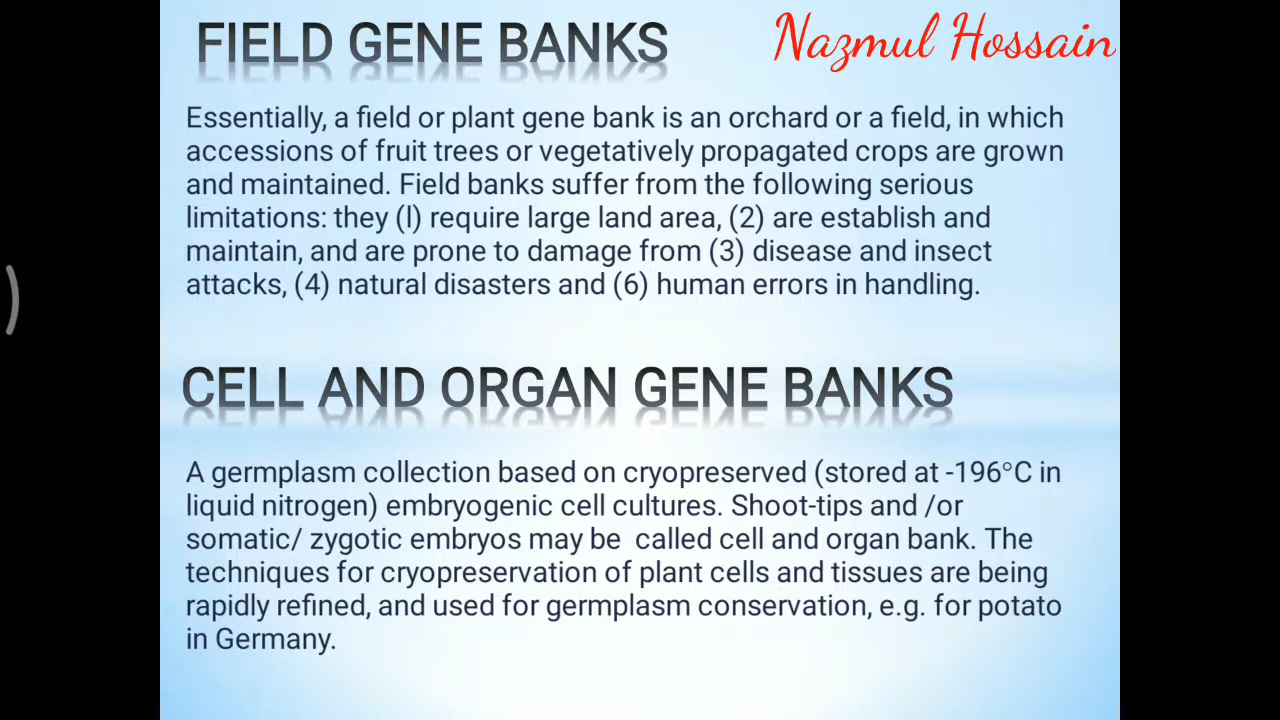 FIELD GENE BANKS
Nazmul Hossain
Essentially, a field or plant gene bank is an orchard or a field, in which
accessions of fruit trees or vegetatively propagated crops are grown
and maintained. Field banks suffer from the following serious
limitations: they (l) require large land area, (2) are establish and
maintain, and are prone to damage from (3) disease and insect
attacks, (4) natural disasters and (6) human errors in handling.
CELL AND ORGAN GENE BANKS
A germplasm collection based on cryopreserved (stored at -196°C in
liquid nitrogen) embryogenic cell cultures. Shoot-tips and /or
somatic/ zygotic embryos may be  called cell and organ bank. The
techniques for cryopreservation of plant cells and tissues are being
rapidly refined, and used for germplasm conservation, e.g. for potato
in Germany.